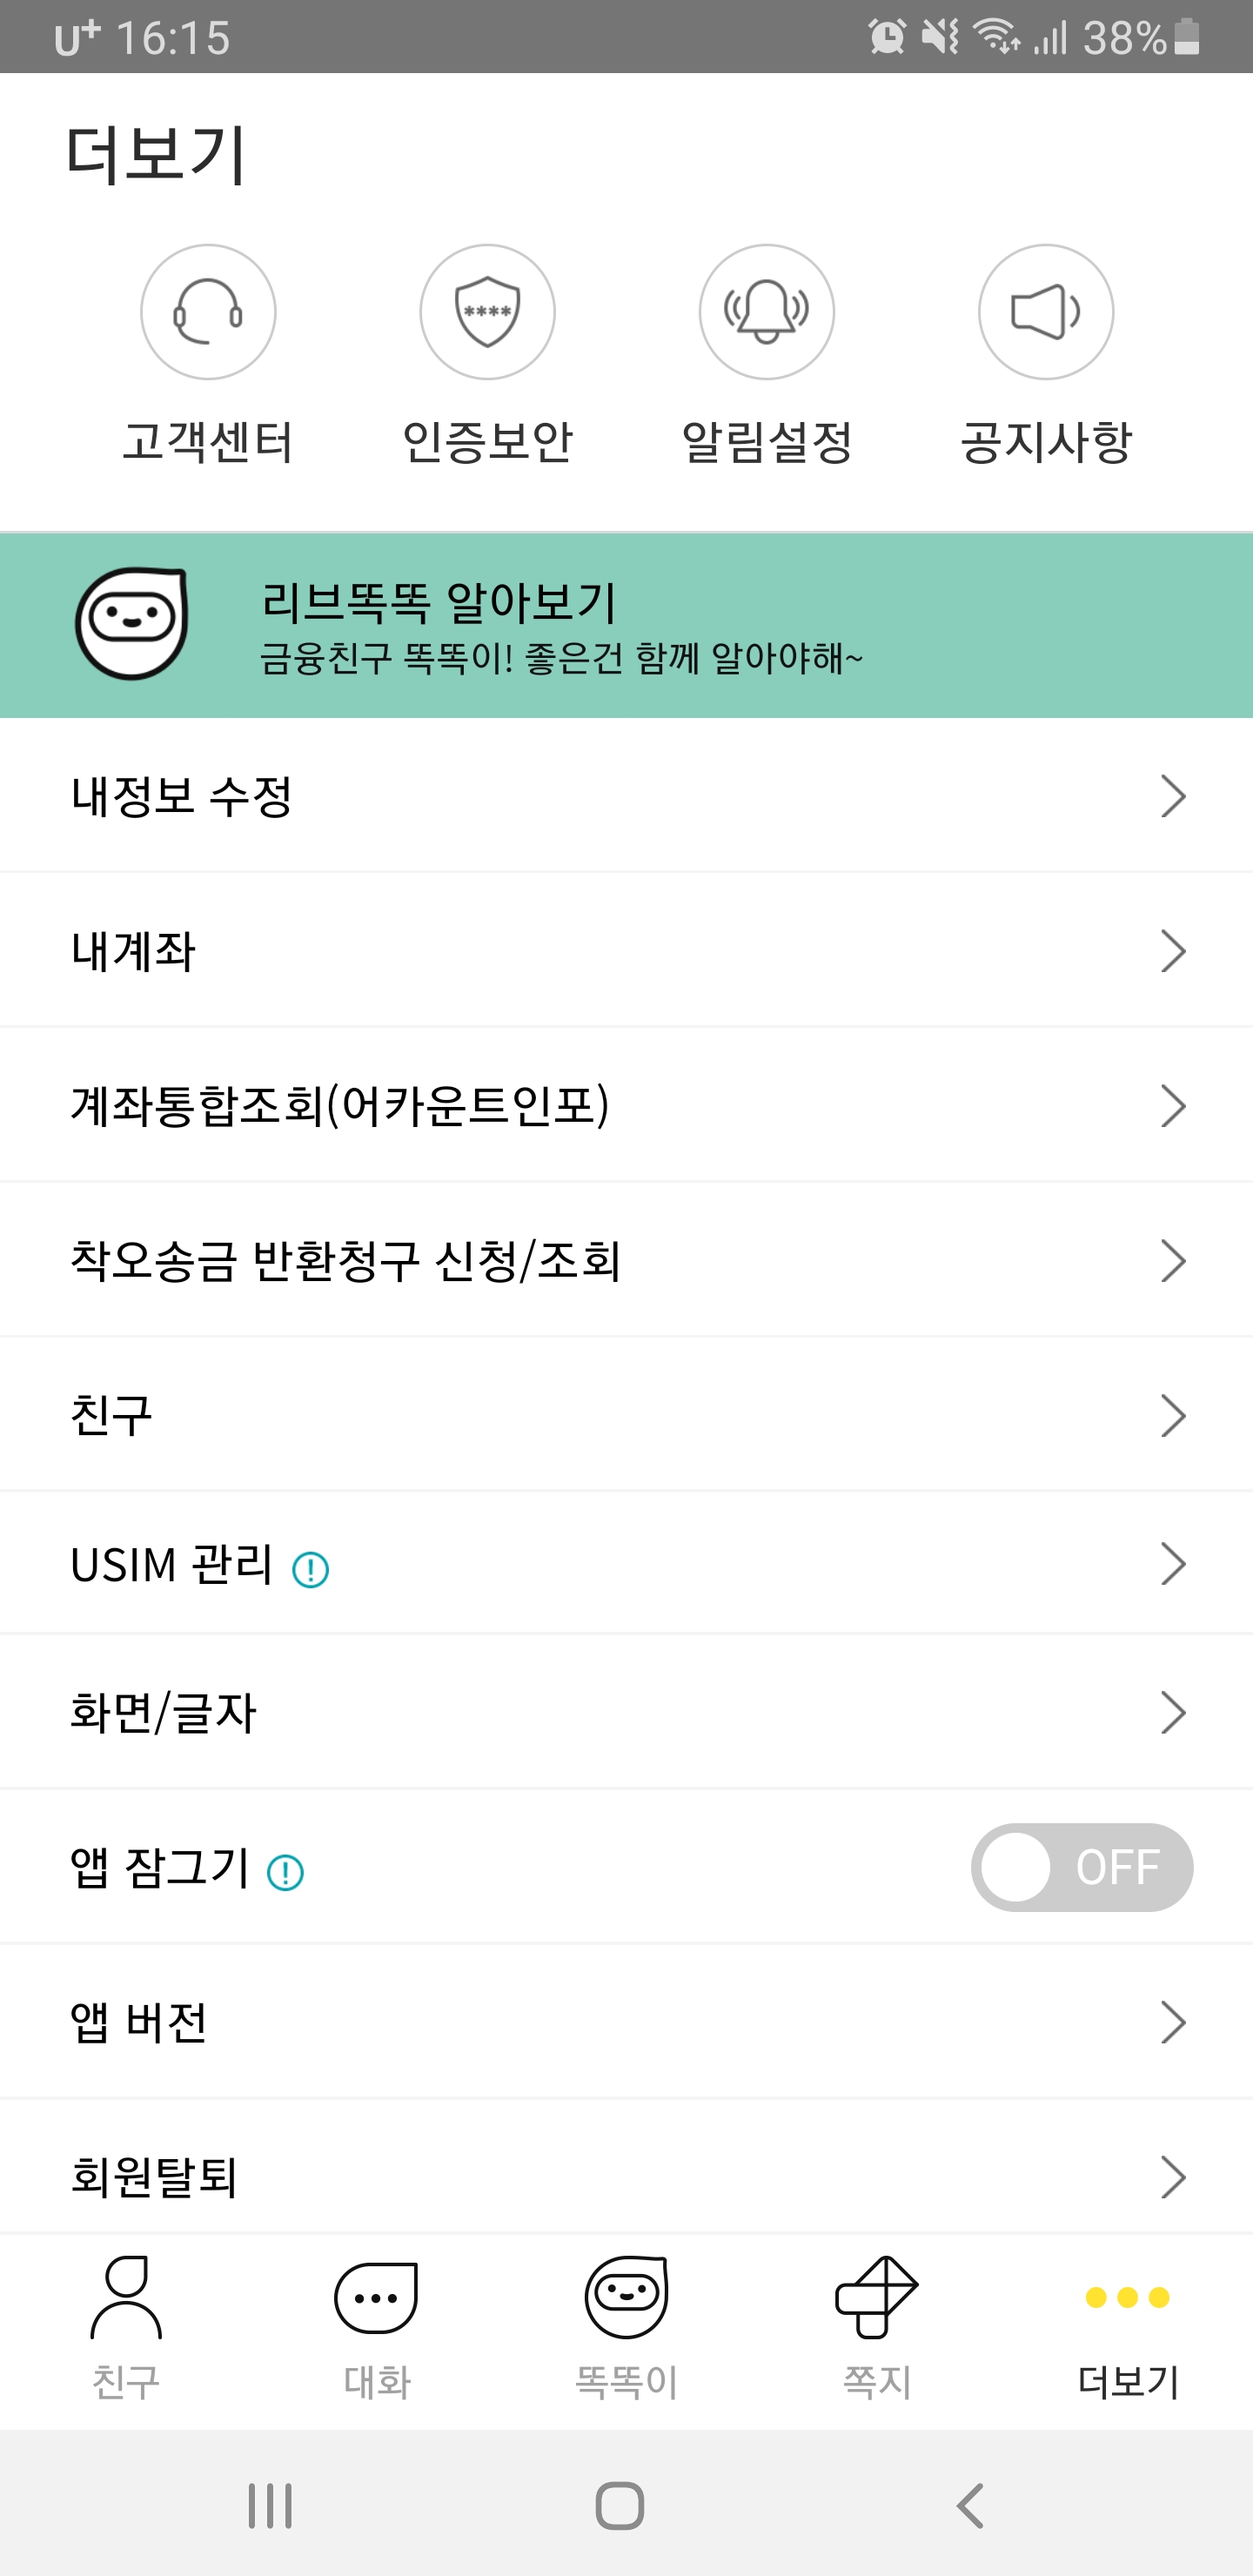 U+ 16:15 38%
더보기
고객센터 인증보안 알림설정 공지사항
리브똑똑 알아보기
금융친구 똑똑이! 좋은건 함께 알아야해~
내정보 수정
내계좌
계좌통합조회(어카운트인포)
착오송금 반환청구 신청/조회
친구
USIM 관리
화면/글자
앱 잠그기 OFF
앱 버전
회원탈퇴
친구 대화 똑똑이 쪽지 더보기